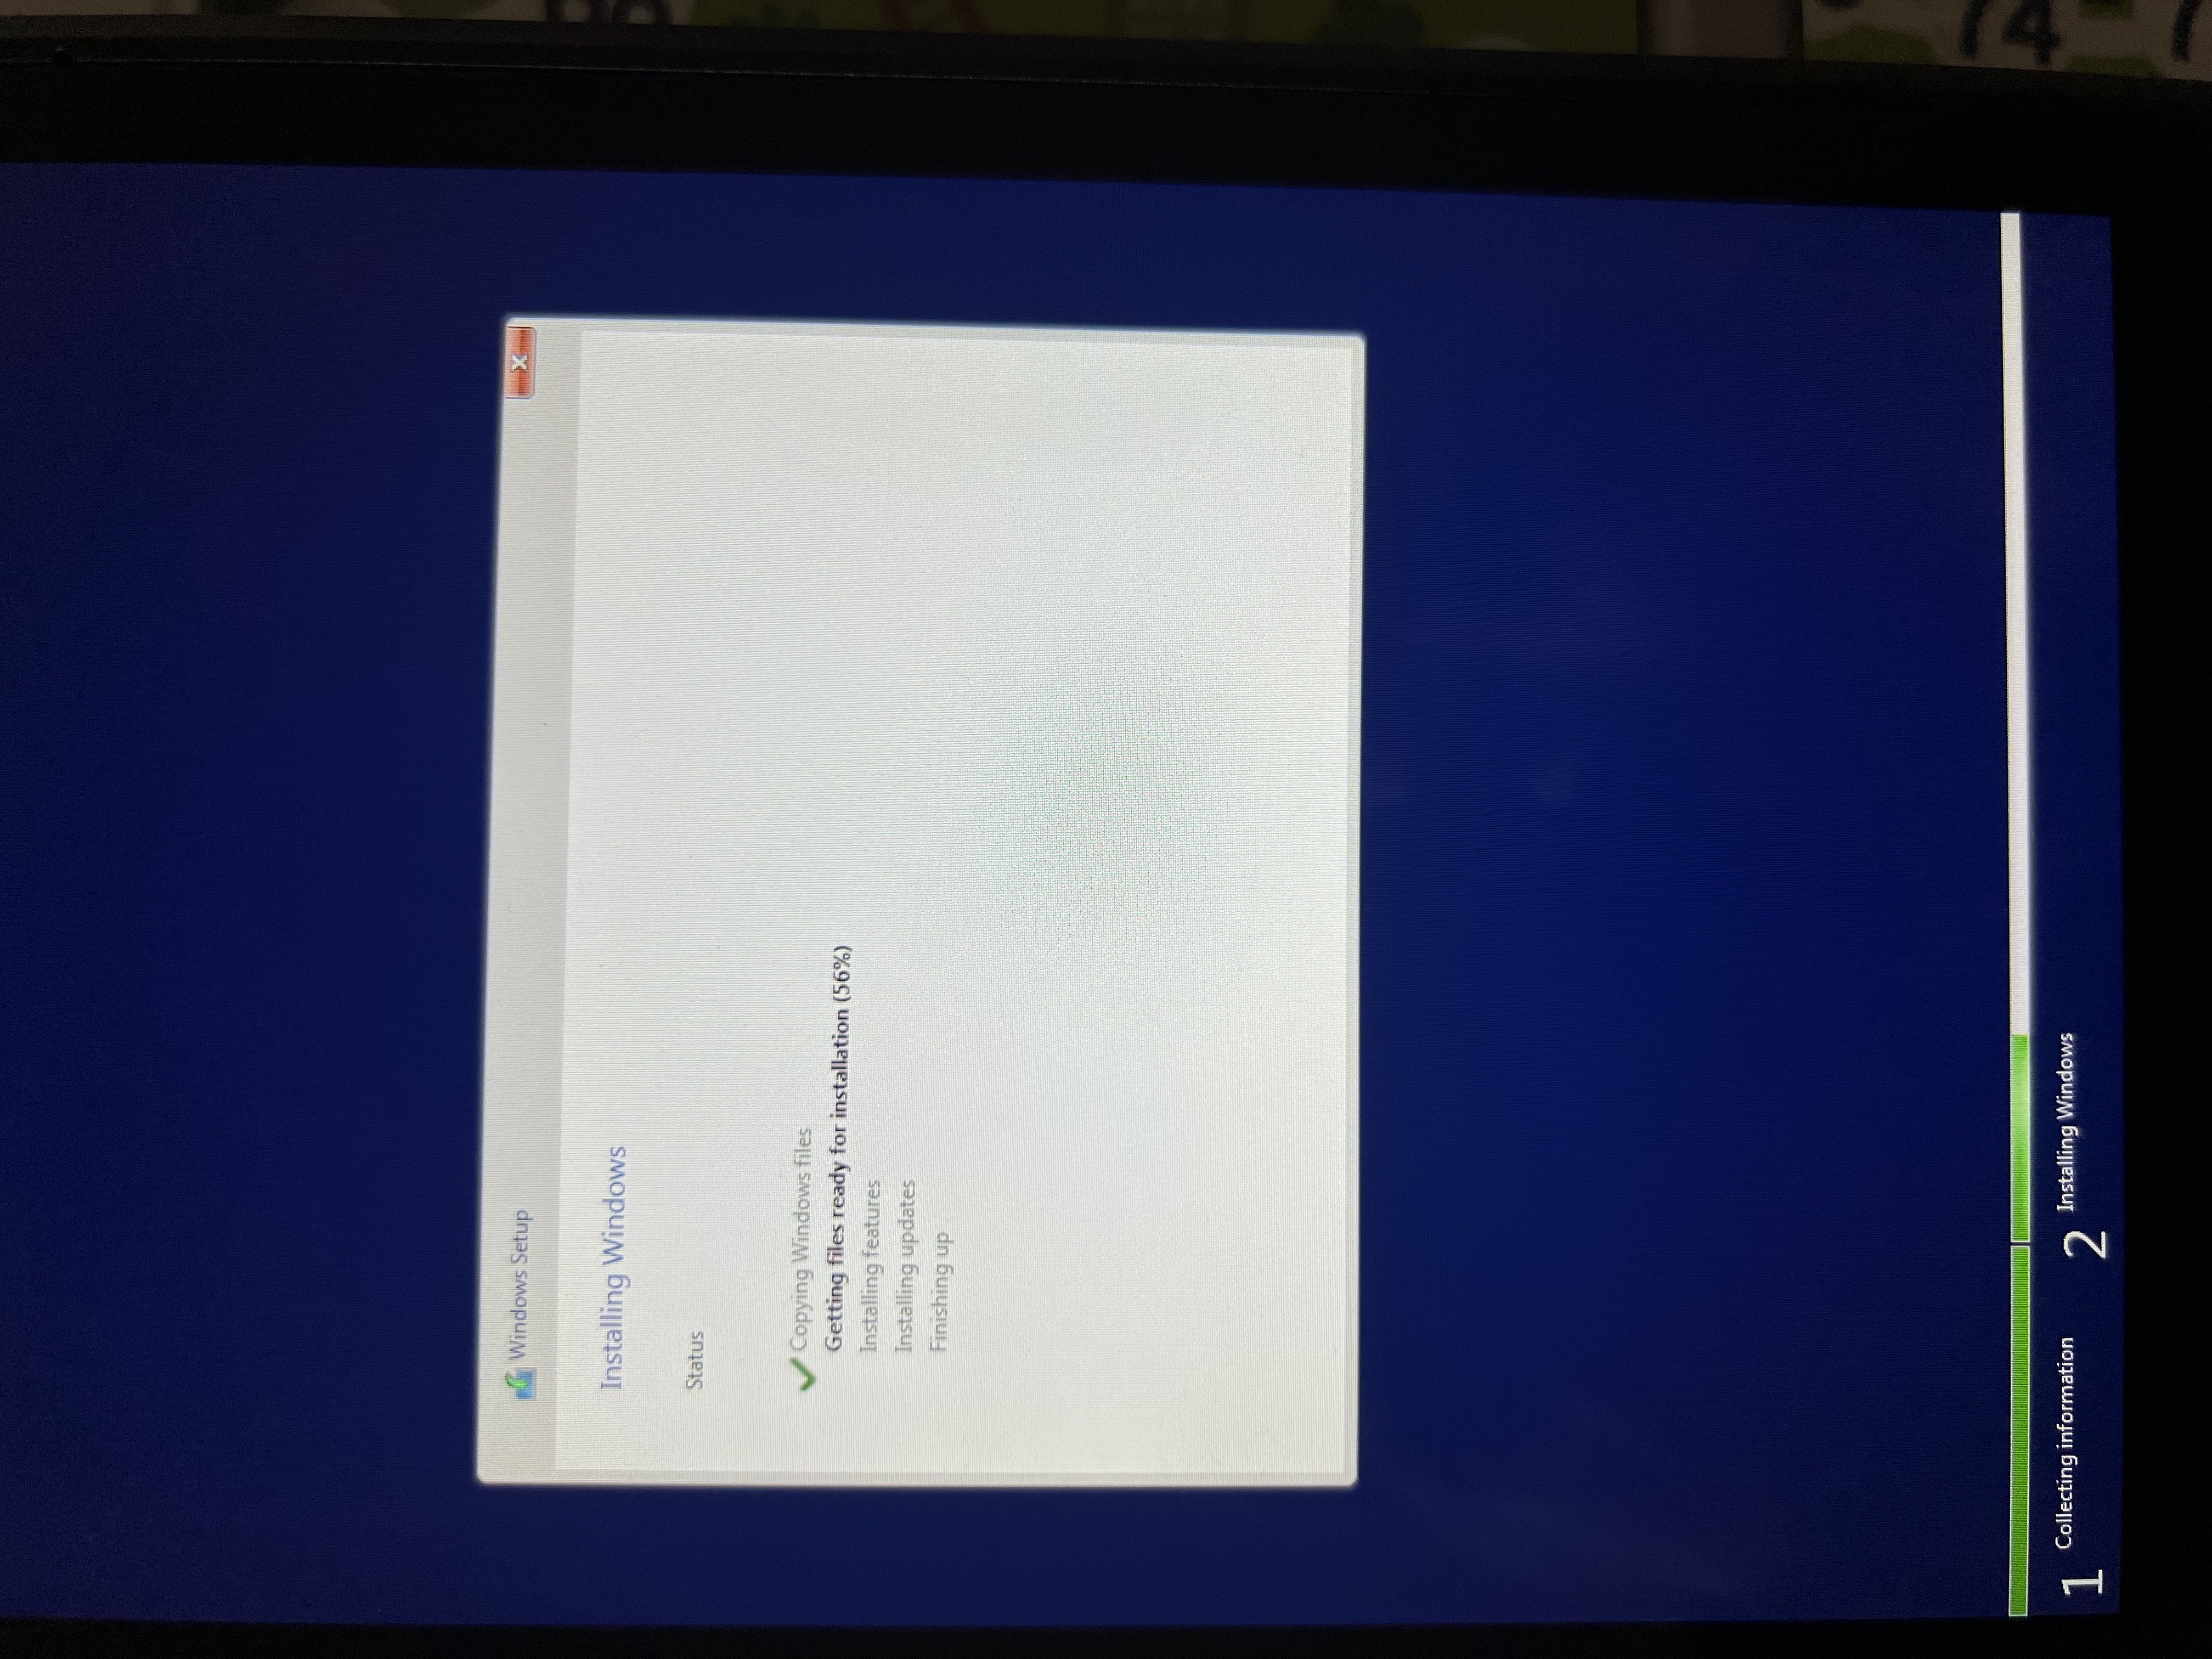 Windows Setup
Installing Windows
Status
Copying Windows files
Getting files ready for installation (56%)
Installing features
Installing updates
Finishing up
1 Collecting information
2 Installing Windows